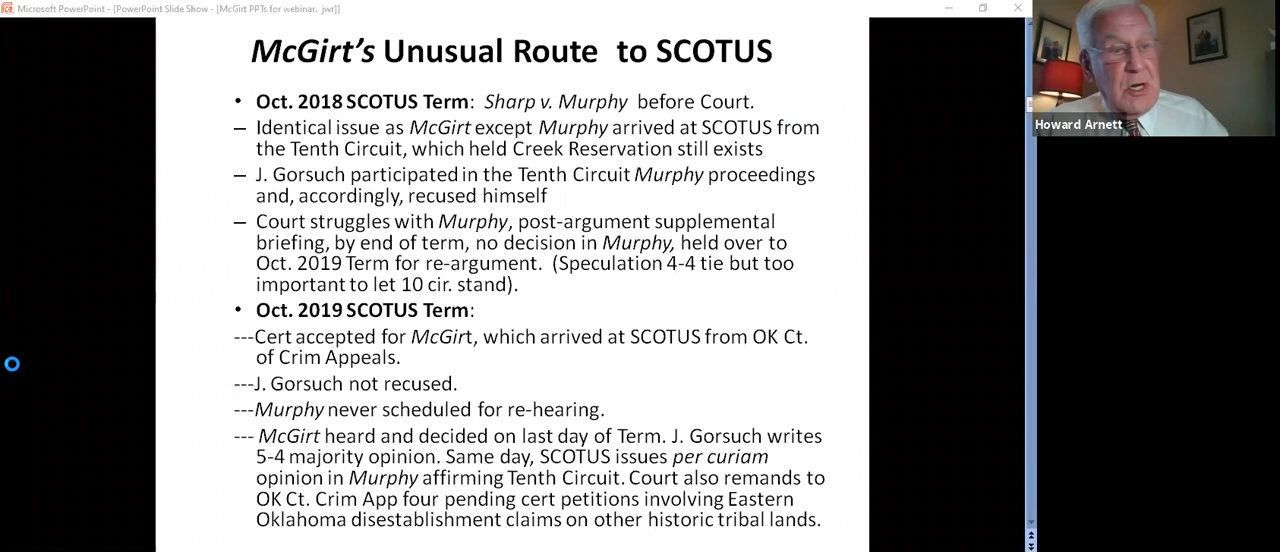 Microsoft PowerPoint - [PowerPoint Slide Show - [McGirt PPTs for webinar. jwr]]
McGirt's Unusual Route to SCOTUS
• Oct. 2018 SCOTUS Term: Sharp v. Murphy before Court.
– Identical issue as McGirt except Murphy arrived at SCOTUS from
the Tenth Circuit, which held Creek Reservation still exists
– J. Gorsuch participated in the Tenth Circuit Murphy proceedings
and, accordingly, recused himself
– Court struggles with Murphy, post-argument supplemental
briefing, by end of term, no decision in Murphy, held over to
Oct. 2019 Term for re-argument. (Speculation 4-4 tie but too
important to let 10 cir. stand).
• Oct. 2019 SCOTUS Term:
---Cert accepted for McGirt, which arrived at SCOTUS from OK Ct.
of Crim Appeals.
---J. Gorsuch not recused.
---Murphy never scheduled for re-hearing.
--- McGirt heard and decided on last day of Term. J. Gorsuch writes
5-4 majority opinion. Same day, SCOTUS issues per curiam
opinion in Murphy affirming Tenth Circuit. Court also remands to
OK Ct. Crim App four pending cert petitions involving Eastern
Oklahoma disestablishment claims on other historic tribal lands.
Howard Arnett